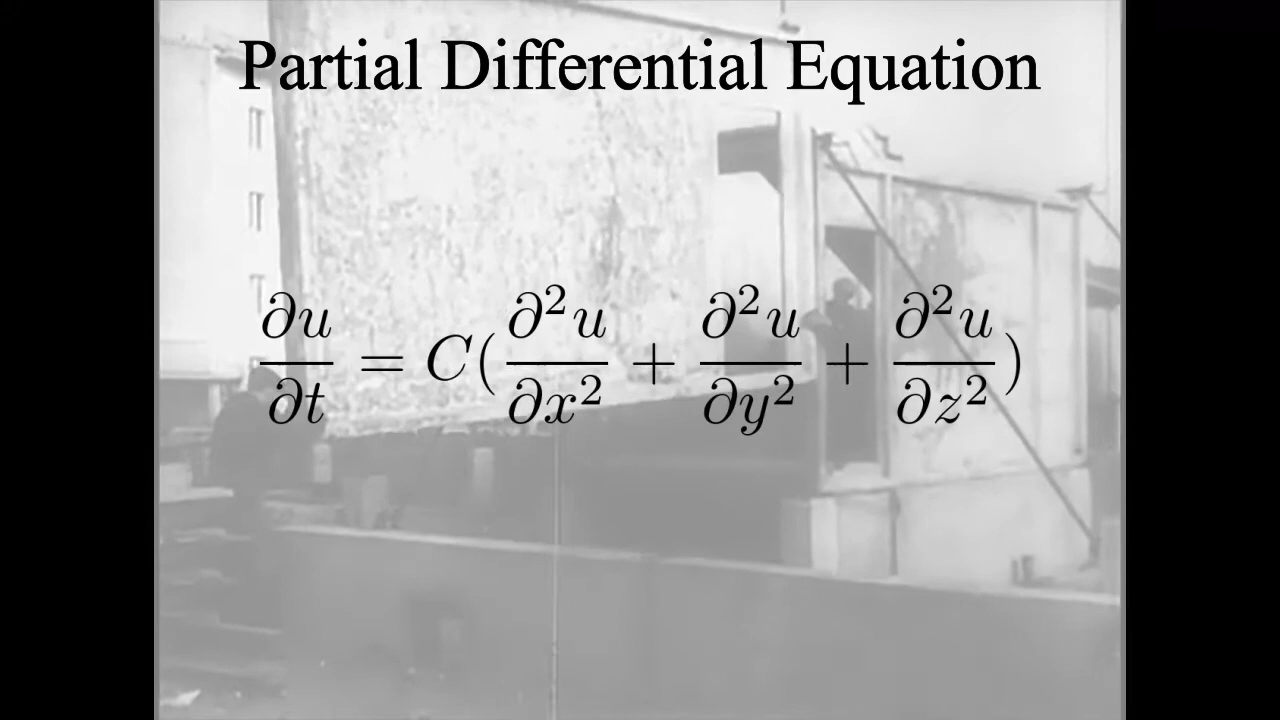 Partial Differential Equation
∂u/∂t = C(∂²u/∂x² + ∂²u/∂y² + ∂²u/∂z²)